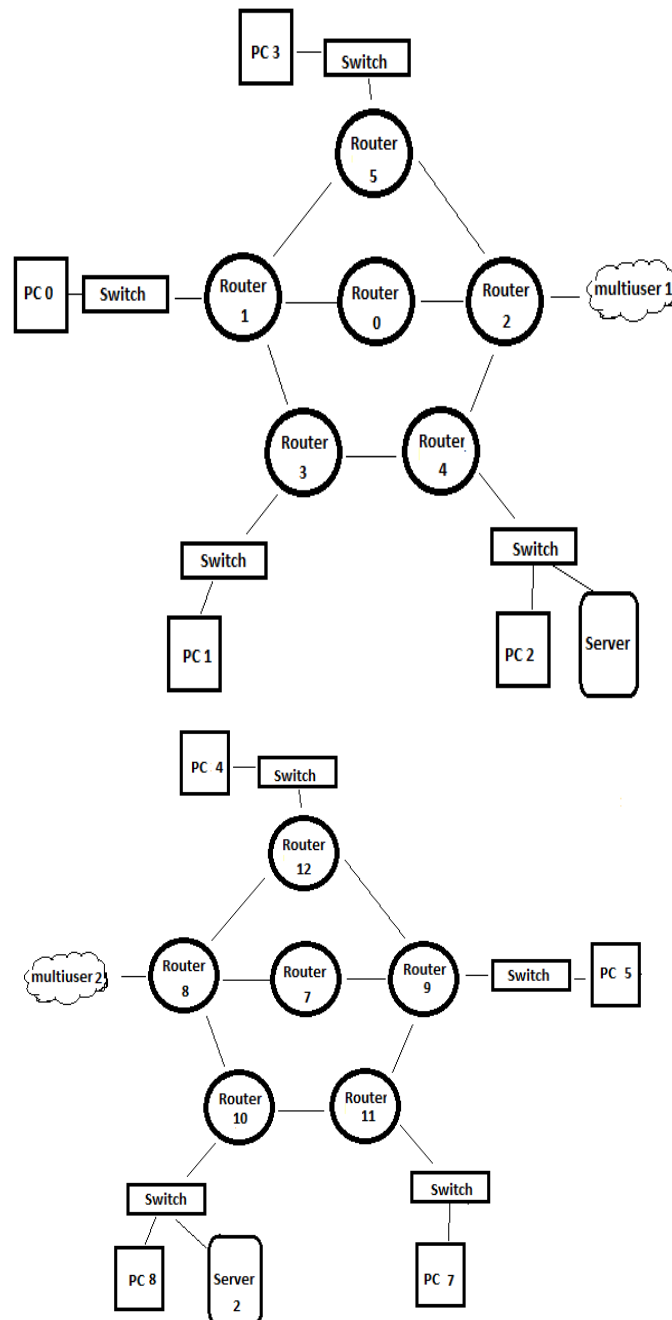 PC 3
Switch
Router
5
PC 0
Switch
Router
1
Router
0
Router
2
multiuser 1
Router
3
Router
4
Switch
Switch
PC 1
PC 2
Server
PC 4
Switch
Router
12
multiuser 2
Router
8
Router
7
Router
9
Switch
PC 5
Router
10
Router
11
Switch
Switch
PC 8
Server
2
PC 7